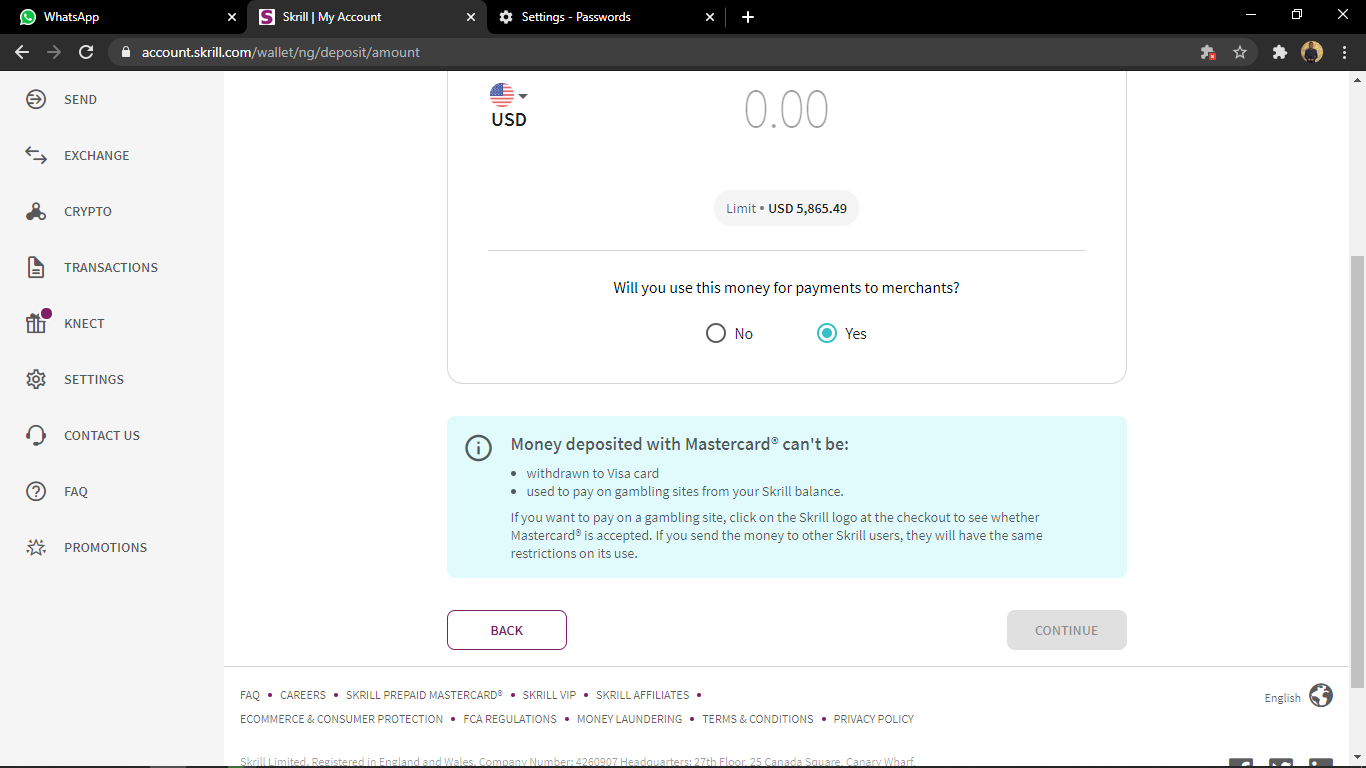 WhatsApp
Skrill | My Account
Settings - Passwords
account.skrill.com/wallet/ng/deposit/amount
SEND
EXCHANGE
CRYPTO
TRANSACTIONS
KNECT
SETTINGS
CONTACT US
FAQ
PROMOTIONS
USD
0.00
Limit • USD 5,865.49
Will you use this money for payments to merchants?
No Yes
Money deposited with Mastercard® can't be:
• withdrawn to Visa card
• used to pay on gambling sites from your Skrill balance.
If you want to pay on a gambling site, click on the Skrill logo at the checkout to see whether
Mastercard® is accepted. If you send the money to other Skrill users, they will have the same
restrictions on its use.
BACK
CONTINUE
FAQ • CAREERS • SKRILL PREPAID MASTERCARD® • SKRILL VIP • SKRILL AFFILIATES •
ECOMMERCE & CONSUMER PROTECTION • FCA REGULATIONS • MONEY LAUNDERING • TERMS & CONDITIONS • PRIVACY POLICY
English
Skrill Limited. Registered in England and Wales. Company Number: 4260907 Headquarters: 27th Floor, 25 Canada Square, Canary Wharf,